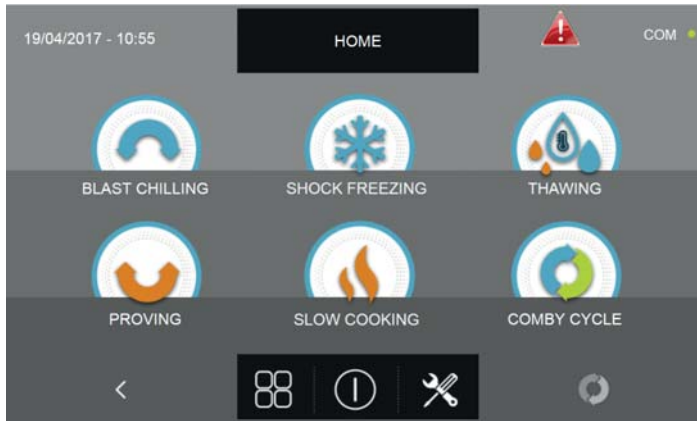 19/04/2017 - 10:55
HOME
COM
BLAST CHILLING
SHOCK FREEZING
THAWING
PROVING
SLOW COOKING
COMBY CYCLE